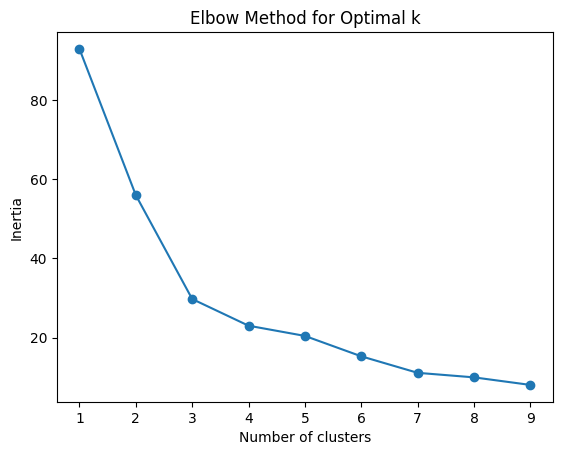 Elbow Method for Optimal k
80
60
40
20
Inertia
1 2 3 4 5 6 7 8 9
Number of clusters